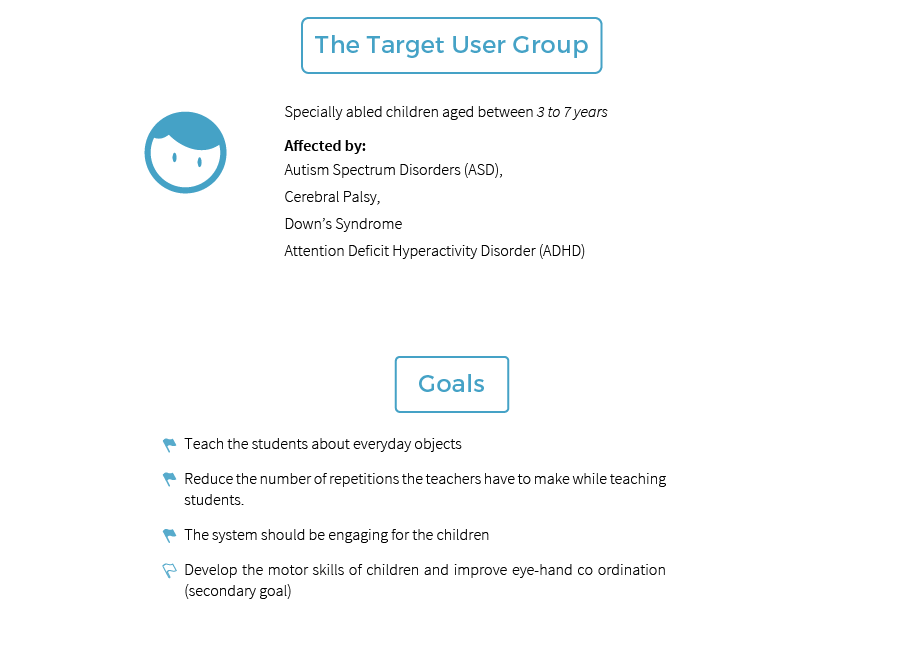 The Target User Group
Specially abled children aged between 3 to 7 years
Affected by:
Autism Spectrum Disorders (ASD),
Cerebral Palsy,
Down’s Syndrome
Attention Deficit Hyperactivity Disorder (ADHD)
Goals
Teach the students about everyday objects
Reduce the number of repetitions the teachers have to make while teaching
students.
The system should be engaging for the children
Develop the motor skills of children and improve eye-hand co ordination
(secondary goal)